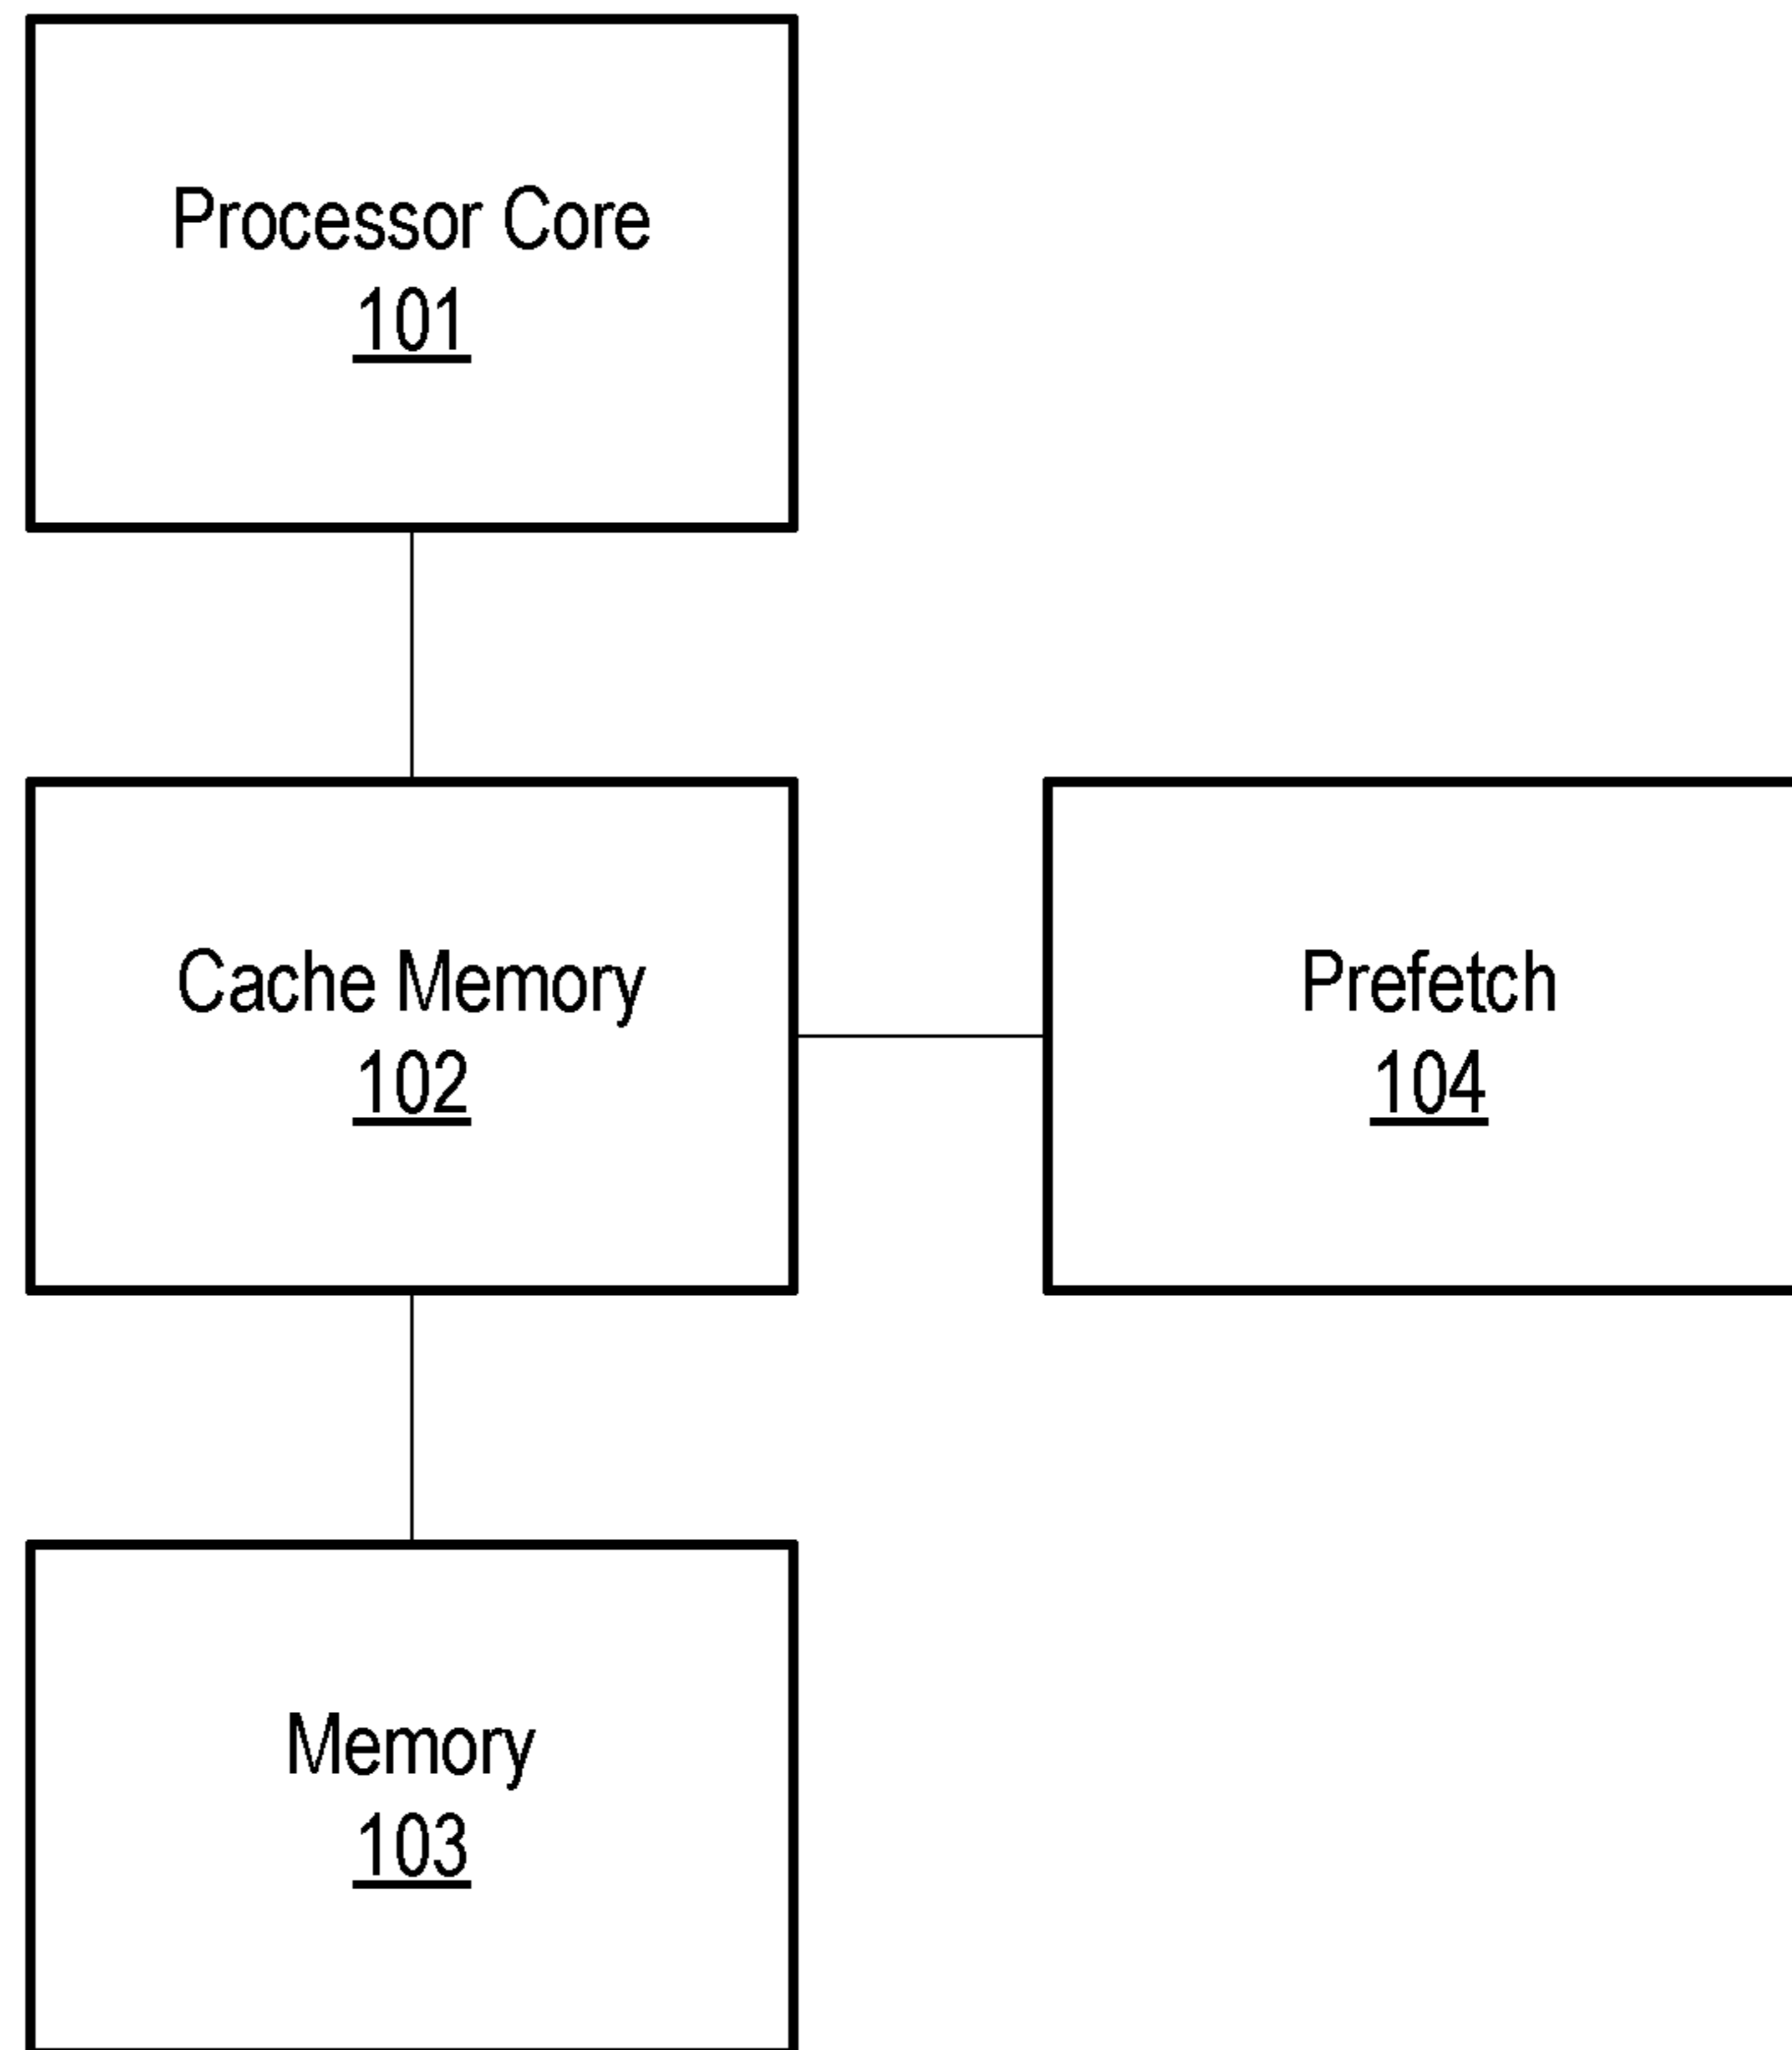 Processor Core
101
Cache Memory
102
Prefetch
104
Memory
103